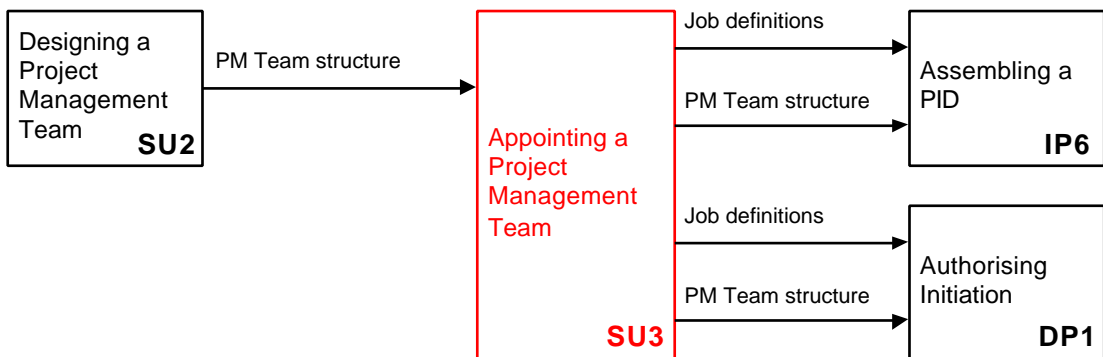 Designing a
Project
Management
Team
SU2
PM Team structure
Appointing a
Project
Management
Team
SU3
Job definitions
PM Team structure
Assembling a
PID
IP6
Job definitions
PM Team structure
Authorising
Initiation
DP1